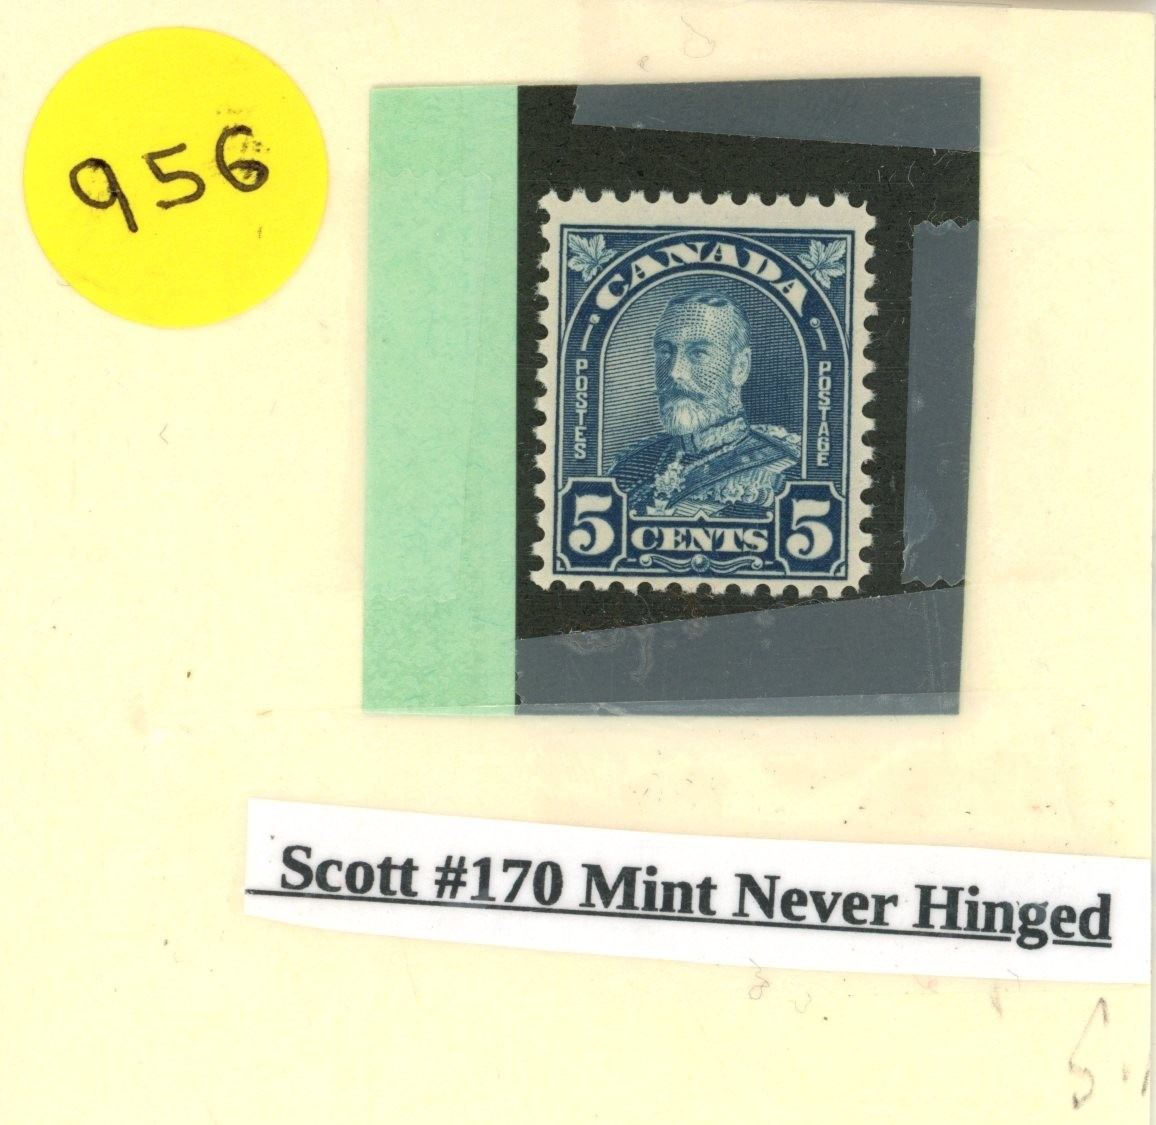 956
CANADA
POSTES
POSTAGE
5 CENTS 5
Scott #170 Mint Never Hinged